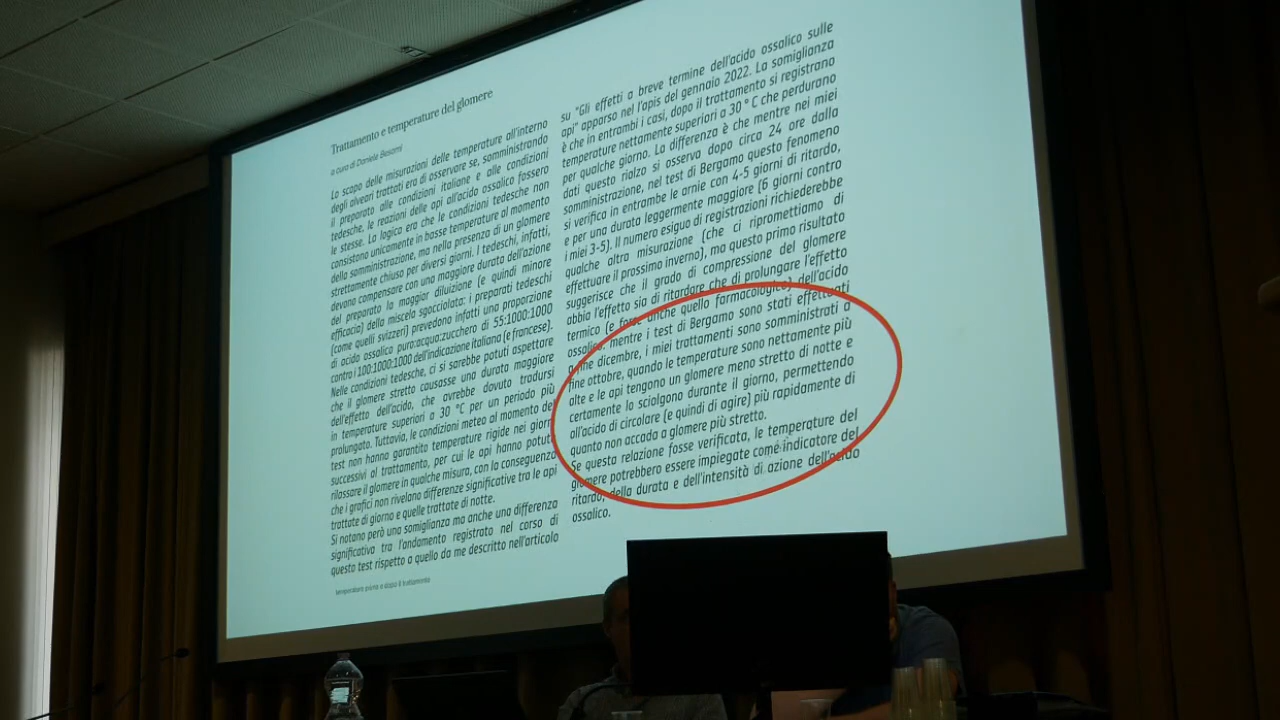 Trattamento e temperature del glomere
a cura di Daniele Besomi
Lo scopo delle misurazioni delle temperature all'interno
degli alveari trattati era di osservare se, somministrando
il preparato alle condizioni italiane e alle condizioni
tedesche, le reazioni delle api all'acido ossalico fossero
le stesse. La logica era che le condizioni tedesche non
consistono unicamente in basse temperature al momento
della somministrazione, ma nella presenza di un glomere
strettamente chiuso per diversi giorni. I tedeschi, infatti,
devono compensare con una maggiore durata dell'azione
del preparato la maggior diluizione (e quindi minore
efficacia) della miscela sgocciolata: i preparati tedeschi
(come quelli svizzeri) prevedono infatti una proporzione
di acido ossalico puro:acqua:zucchero di 55:1000:1000
contro i 100:1000:1000 dell'indicazione italiana (e francese).
Nelle condizioni tedesche, ci si sarebbe potuti aspettare
che il glomere stretto causasse una durata maggiore
dell'effetto dell'acido, che avrebbe dovuto tradursi
in temperature superiori a 30 °C per un periodo più
prolungato. Tuttavia, le condizioni meteo al momento del
test non hanno garantito temperature rigide nei giorni
successivi al trattamento, per cui le api hanno potuto
rilassare il glomere in qualche misura, con la conseguenza
che i grafici non rivelano differenze significative tra le api
trattate di giorno e quelle trattate di notte.
Si notano però una somiglianza ma anche una differenza
significativa tra l'andamento registrato nel corso di
questo test rispetto a quello da me descritto nell'articolo
temperature prima e dopo il trattamento
su "Gli effetti a breve termine dell'acido ossalico sulle
api" apparso nel l'apis del gennaio 2022. La somiglianza
è che in entrambi i casi, dopo il trattamento si registrano
temperature nettamente superiori a 30 ° C che perdurano
per qualche giorno. La differenza è che mentre nei miei
dati questo rialzo si osserva dopo circa 24 ore dalla
somministrazione, nel test di Bergamo questo fenomeno
si verifica in entrambe le arnie con 4-5 giorni di ritardo,
e per una durata leggermente maggiore (6 giorni contro
i miei 3-5). Il numero esiguo di registrazioni richiederebbe
qualche altra misurazione (che ci ripromettiamo di
effettuare il prossimo inverno), ma questo primo risultato
suggerisce che il grado di compressione del glomere
abbia l'effetto sia di ritardare che di prolungare l'effetto
termico (e forse anche quello farmacologico) dell'acido
ossalico: mentre i test di Bergamo sono stati effettuati
a fine dicembre, i miei trattamenti sono somministrati a
fine ottobre, quando le temperature sono nettamente più
alte e le api tengono un glomere meno stretto di notte e
certamente lo sciolgono durante il giorno, permettendo
all'acido di circolare (e quindi di agire) più rapidamente di
quanto non accada a glomere più stretto.
Se questa relazione fosse verificata, le temperature del
glomere potrebbero essere impiegate come indicatore del
ritardo, della durata e dell'intensità di azione dell'acido
ossalico.